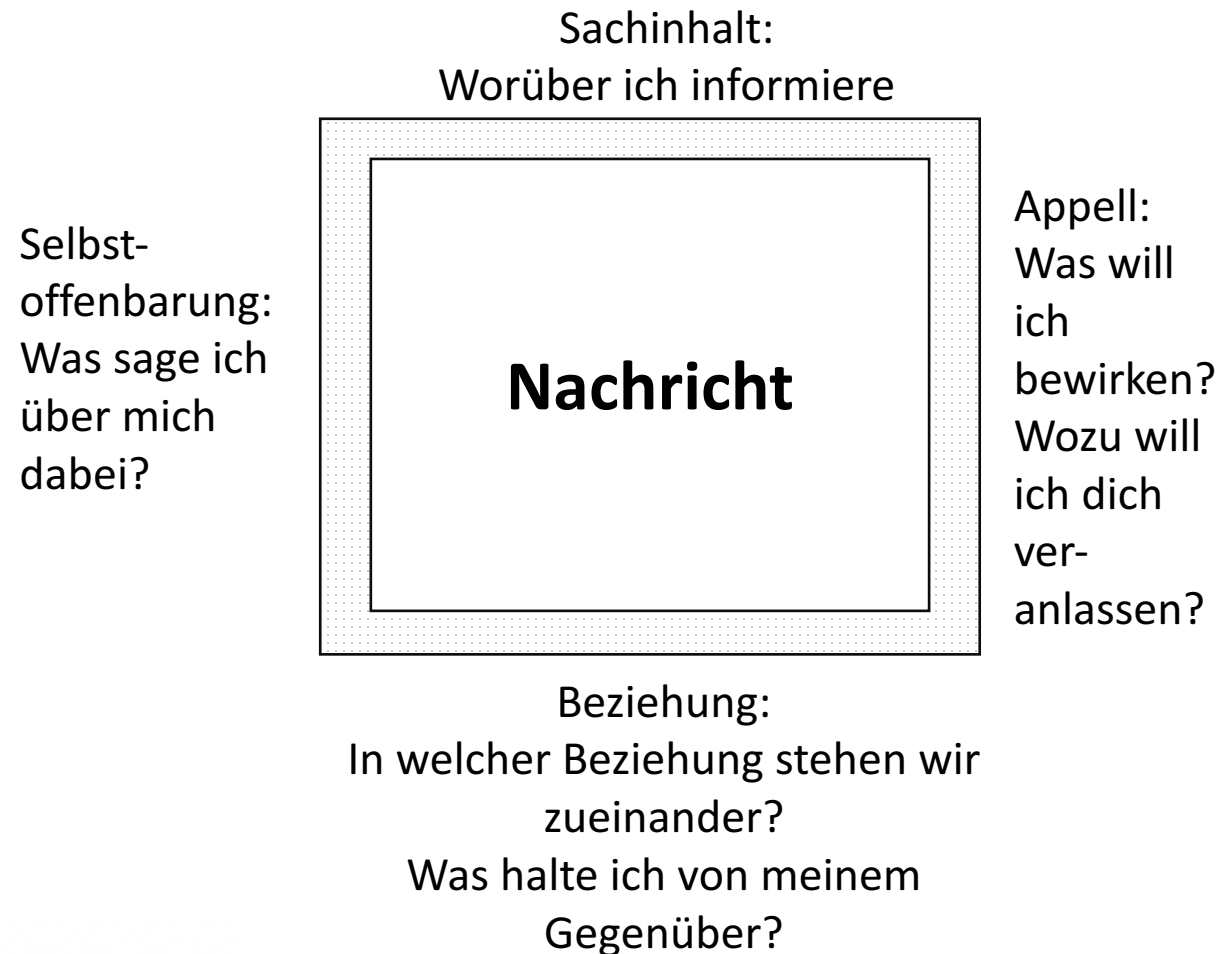 Sachinhalt:
Worüber ich informiere
Selbst-
offenbarung:
Was sage ich
über mich
dabei?
Nachricht
Appell:
Was will
ich
bewirken?
Wozu will
ich dich
ver-
anlassen?
Beziehung:
In welcher Beziehung stehen wir
zueinander?
Was halte ich von meinem
Gegenüber?